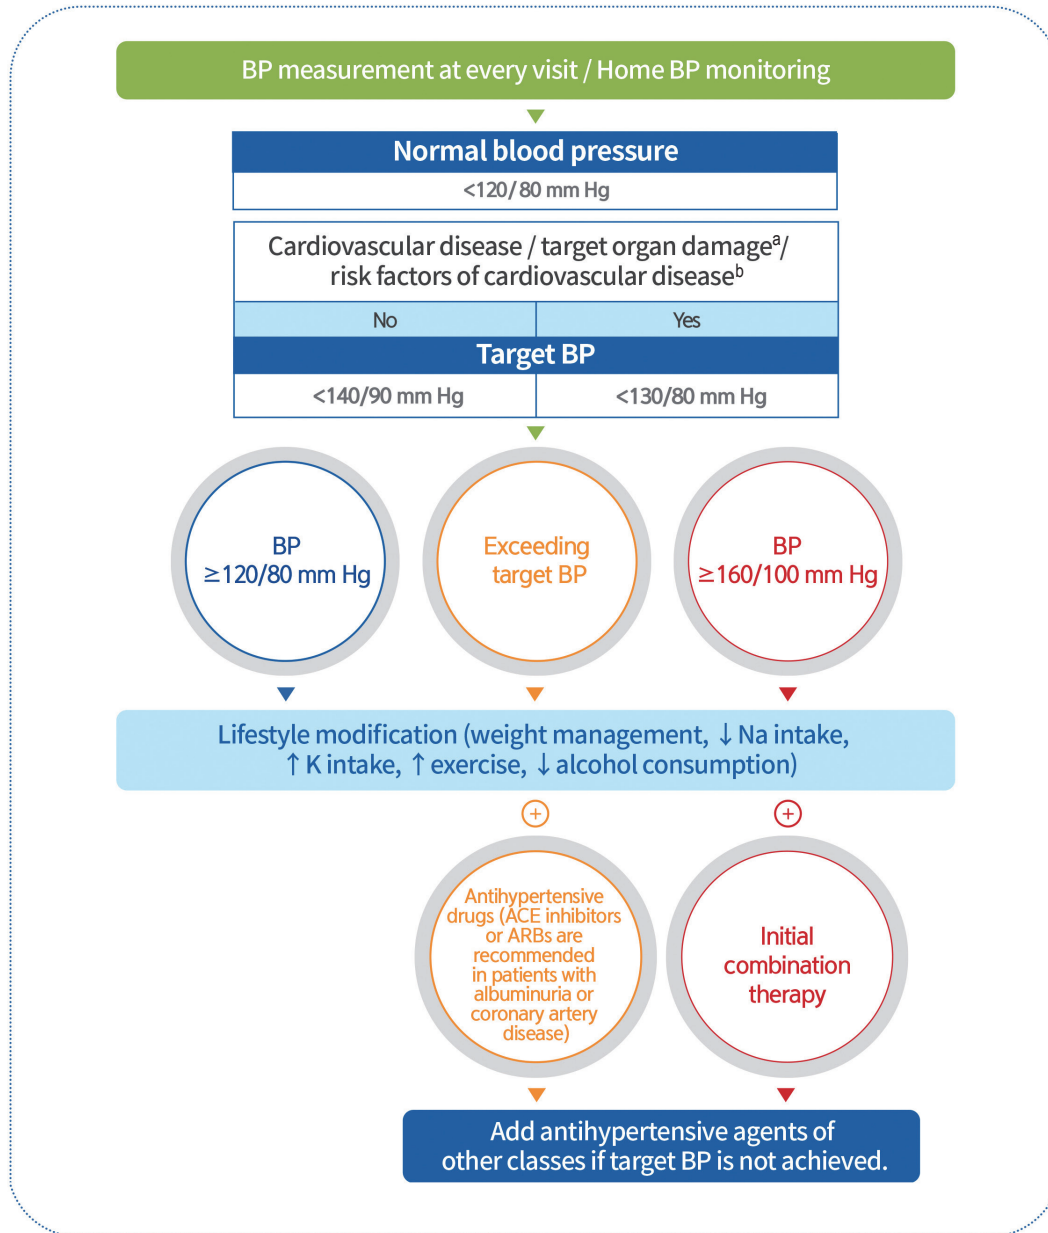 BP measurement at every visit / Home BP monitoring
Normal blood pressure
<120/80 mm Hg
Cardiovascular disease / target organ damageᵃ/
risk factors of cardiovascular diseaseᵇ
No
Yes
Target BP
<140/90 mm Hg
<130/80 mm Hg
BP
≥120/80 mm Hg
Exceeding
target BP
BP
≥160/100 mm Hg
Lifestyle modification (weight management, ↓ Na intake,
↑ K intake, ↑ exercise, ↓ alcohol consumption)
+
+
Antihypertensive
drugs (ACE inhibitors
or ARBs are
recommended
in patients with
albuminuria or
coronary artery
disease)
Initial
combination
therapy
Add antihypertensive agents of
other classes if target BP is not achieved.